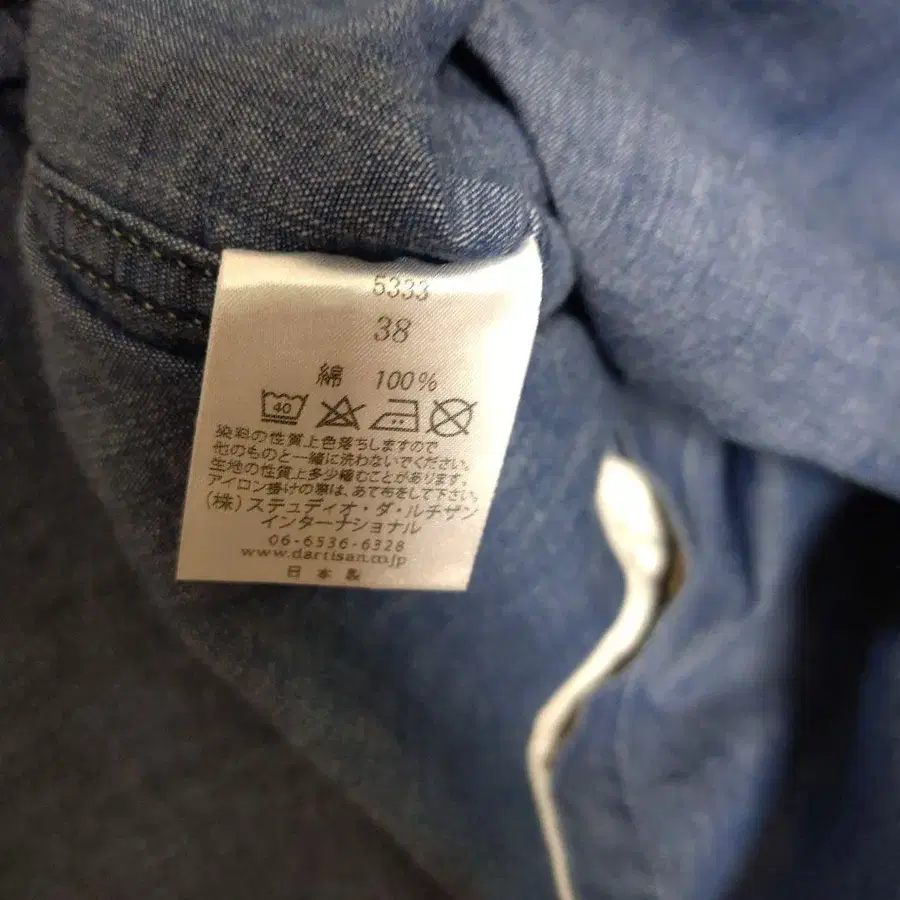 5333
38
綿 100%
40
染料の性質上色落ちしますので
他のものと一緒に洗わないでください。
生地の性質上多少縮むことがあります。
アイロン掛けの際は、あて布をして下さい。
(株) ステュディオ・ダ・ルチザン
インターナショナル
06-6536-6328
www.dartisan.co.jp
日本製